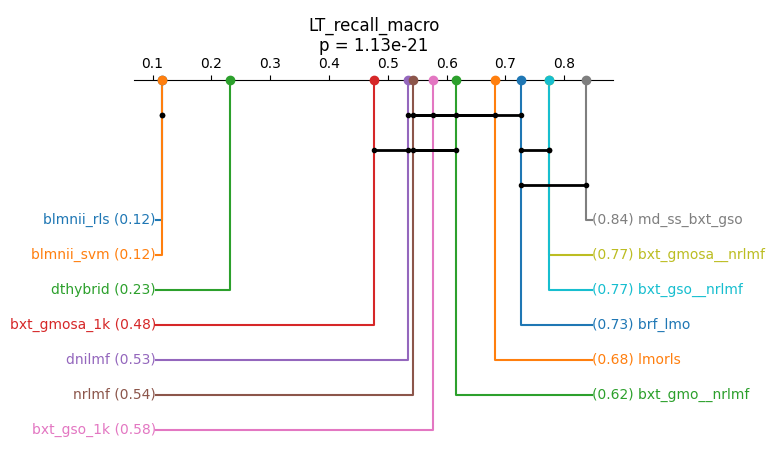 LT_recall_macro
p = 1.13e-21
0.1 0.2 0.3 0.4 0.5 0.6 0.7 0.8
blmnii_rls (0.12)
(0.84) md_ss_bxt_gso
blmnii_svm (0.12)
(0.77) bxt_gmosa__nrlmf
dthybrid (0.23)
(0.77) bxt_gso__nrlmf
bxt_gmosa_1k (0.48)
(0.73) brf_lmo
dnilmf (0.53)
(0.68) lmorls
nrlmf (0.54)
(0.62) bxt_gmo__nrlmf
bxt_gso_1k (0.58)